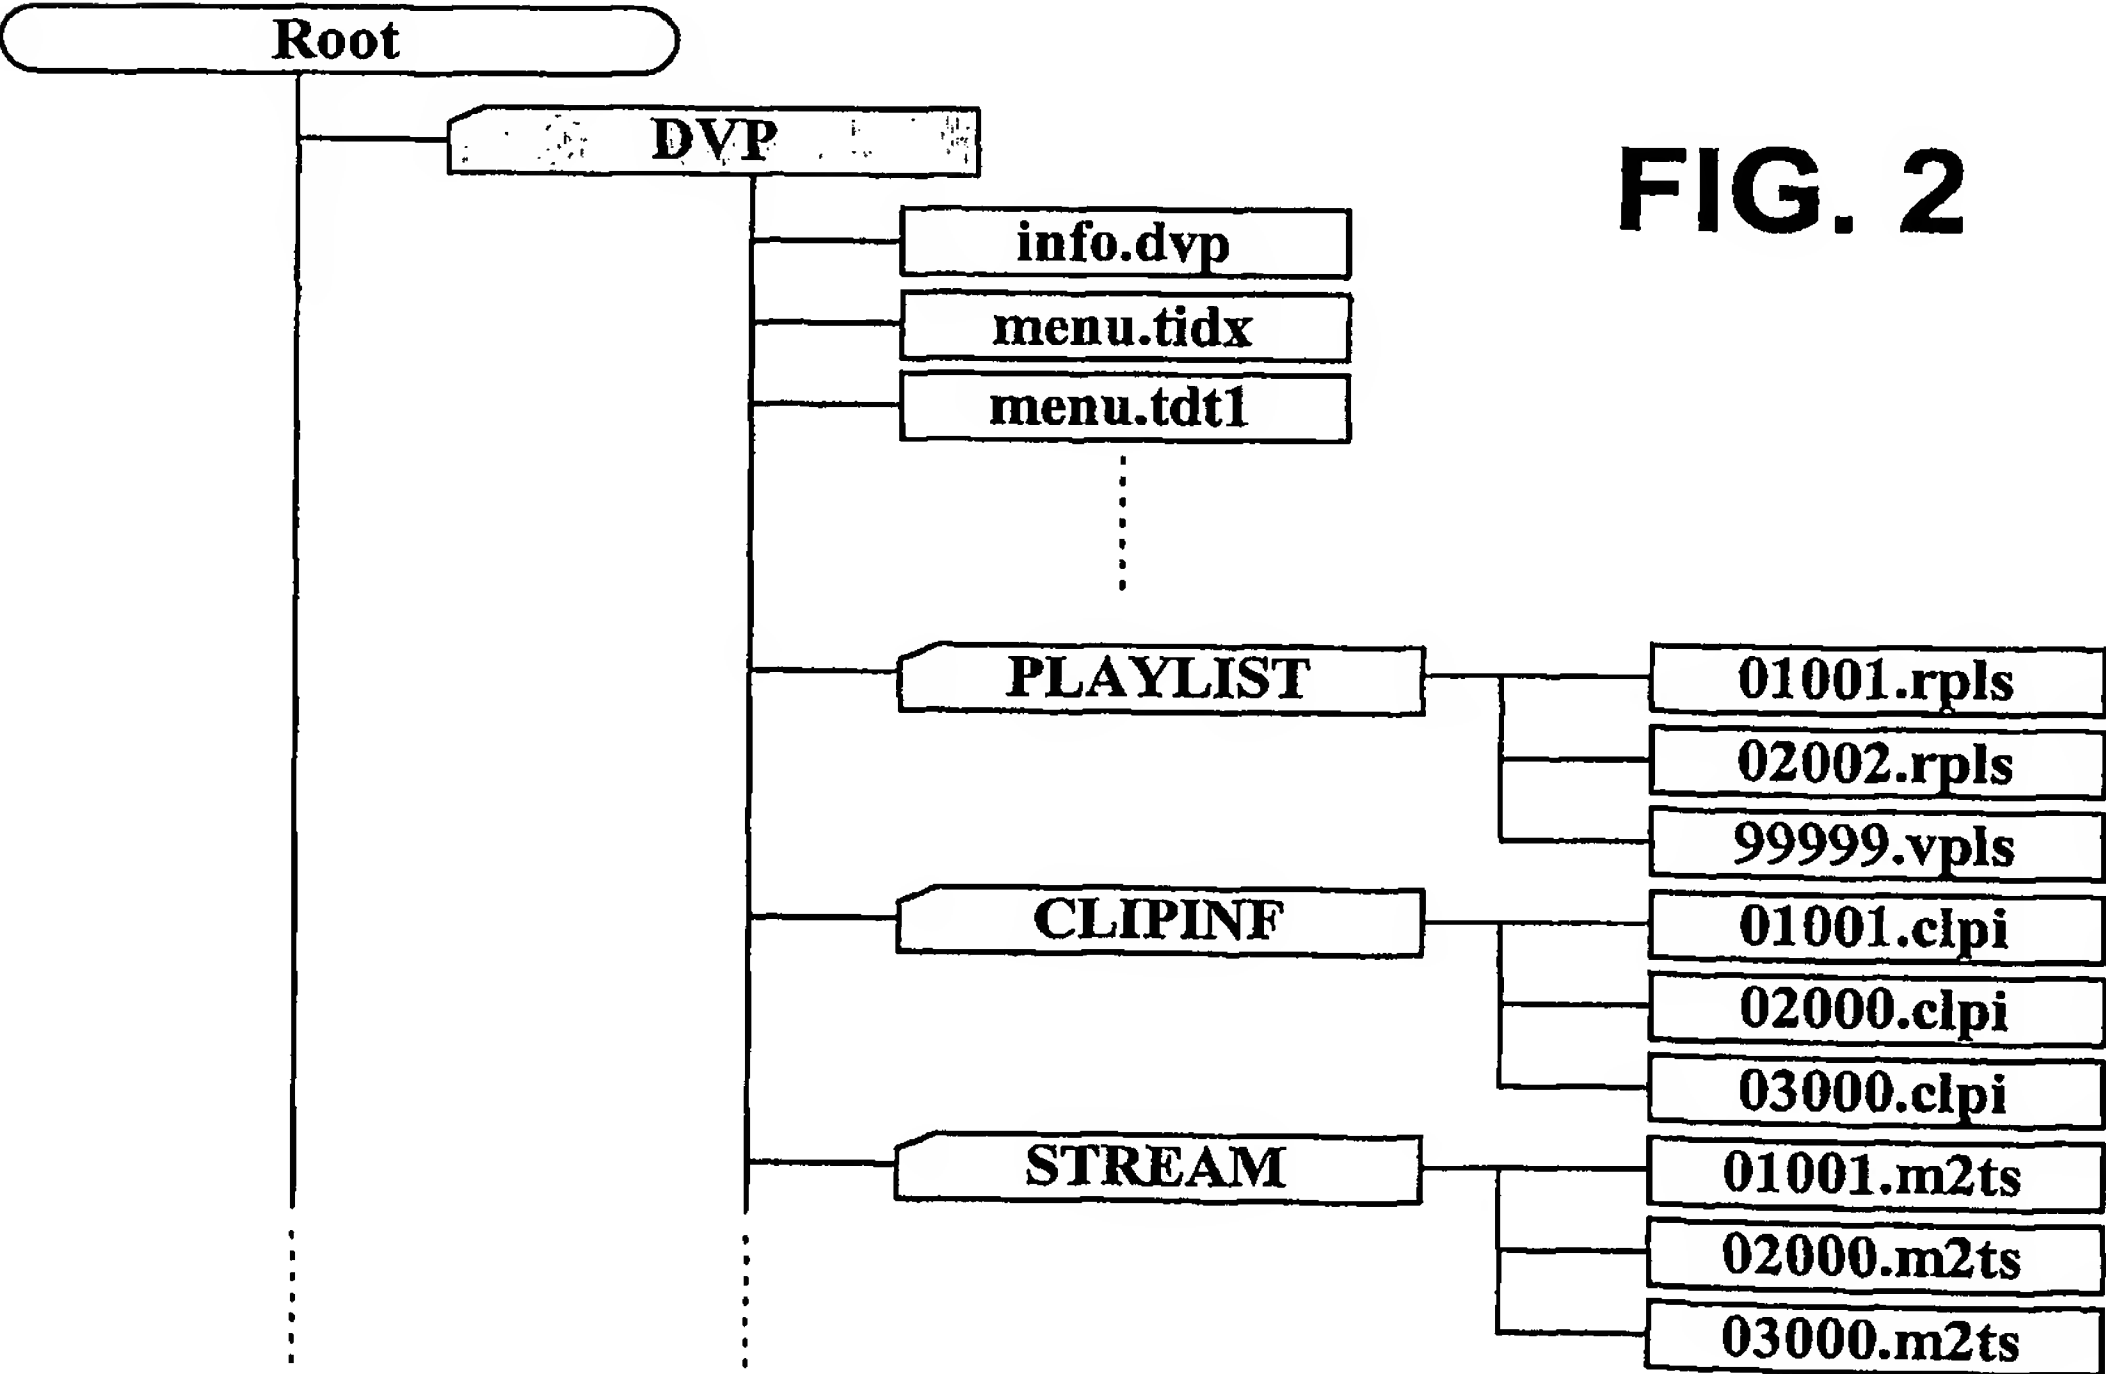 Root
DVP
FIG. 2
info.dvp
menu.tidx
menu.tdt1
PLAYLIST
01001.rpls
02002.rpls
99999.vpls
CLIPINF
01001.clpi
02000.clpi
03000.clpi
STREAM
01001.m2ts
02000.m2ts
03000.m2ts